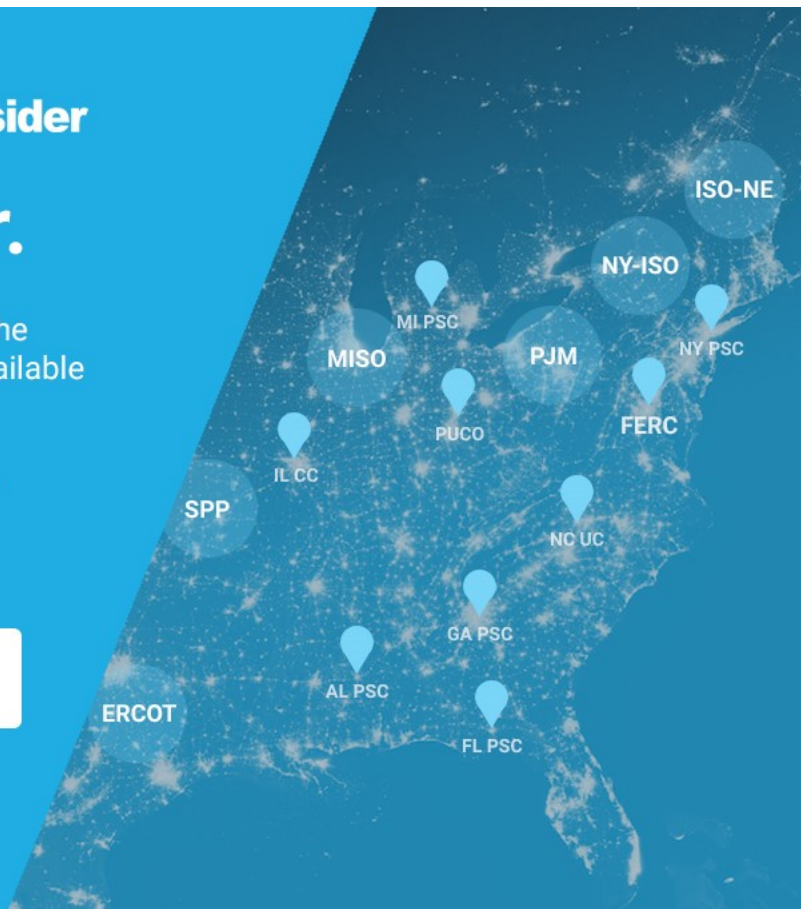 sider
r.
ne
ailable
ISO-NE
NY-ISO
MI PSC
NY PSC
MISO
PJM
FERC
PUCO
IL CC
SPP
NC UC
GA PSC
AL PSC
ERCOT
FL PSC